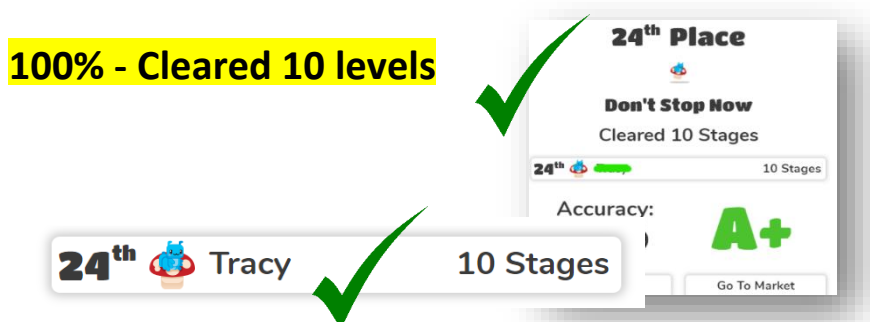 100% - Cleared 10 levels
24th Place
Don't Stop Now
Cleared 10 Stages
24th 10 Stages
Accuracy:
A+
Go To Market
24th Tracy 10 Stages